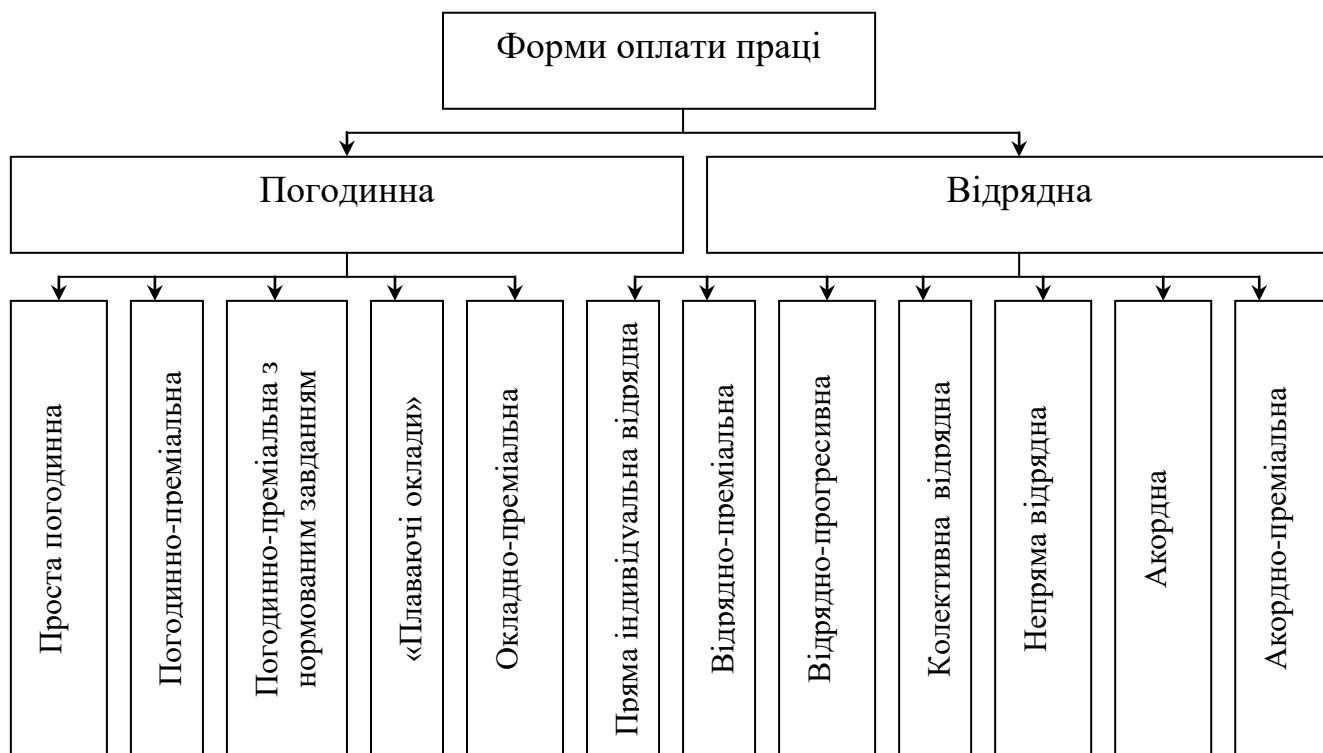 Форми оплати праці
Погодинна
Відрядна
Проста погодинна
Погодинно-преміальна
Погодинно-преміальна з
нормованим завданням
«Плаваючі оклади»
Окладно-преміальна
Пряма індивідуальна відрядна
Відрядно-преміальна
Відрядно-прогресивна
Колективна відрядна
Непряма відрядна
Акордна
Акордно-преміальна